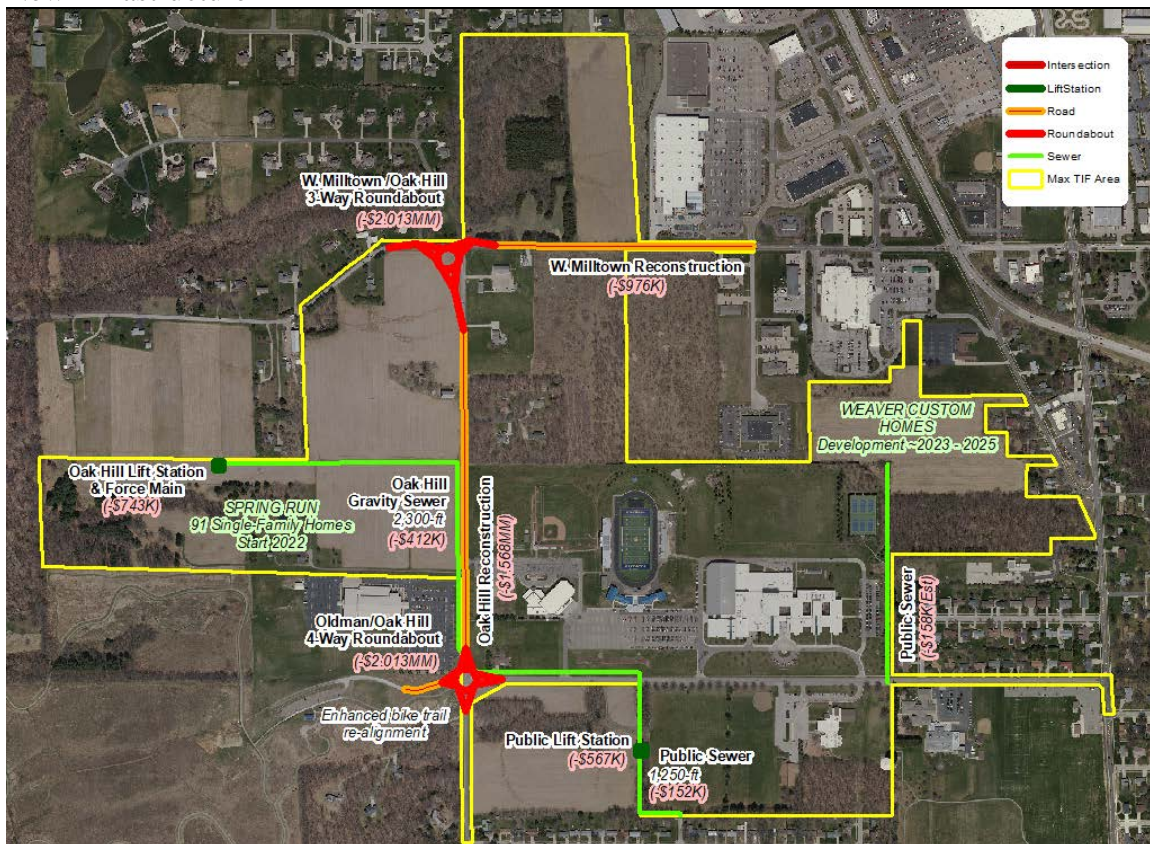 Intersection
LiftStation
Road
Roundabout
Sewer
Max TIF Area
W. Milltown /Oak Hill
3-Way Roundabout
(-$2.013MM)
W. Milltown Reconstruction
(-$976K)
WEAVER CUSTOM
HOMES
Development ~2023 - 2025
Oak Hill Lift Station
& Force Main
(-$743K)
SPRING RUN
91 Single-Family Homes
Start 2022
Oak Hill
Gravity Sewer
2,300-ft
(-$412K)
Oak Hill Reconstruction
(-$1.568MM)
Oldman/Oak Hill
4-Way Roundabout
(-$2.013MM)
Enhanced bike trail
re-alignment
Public Sewer
(-$158K Est)
Public Lift Station
(-$567K)
Public Sewer
1,250-ft
(-$152K)